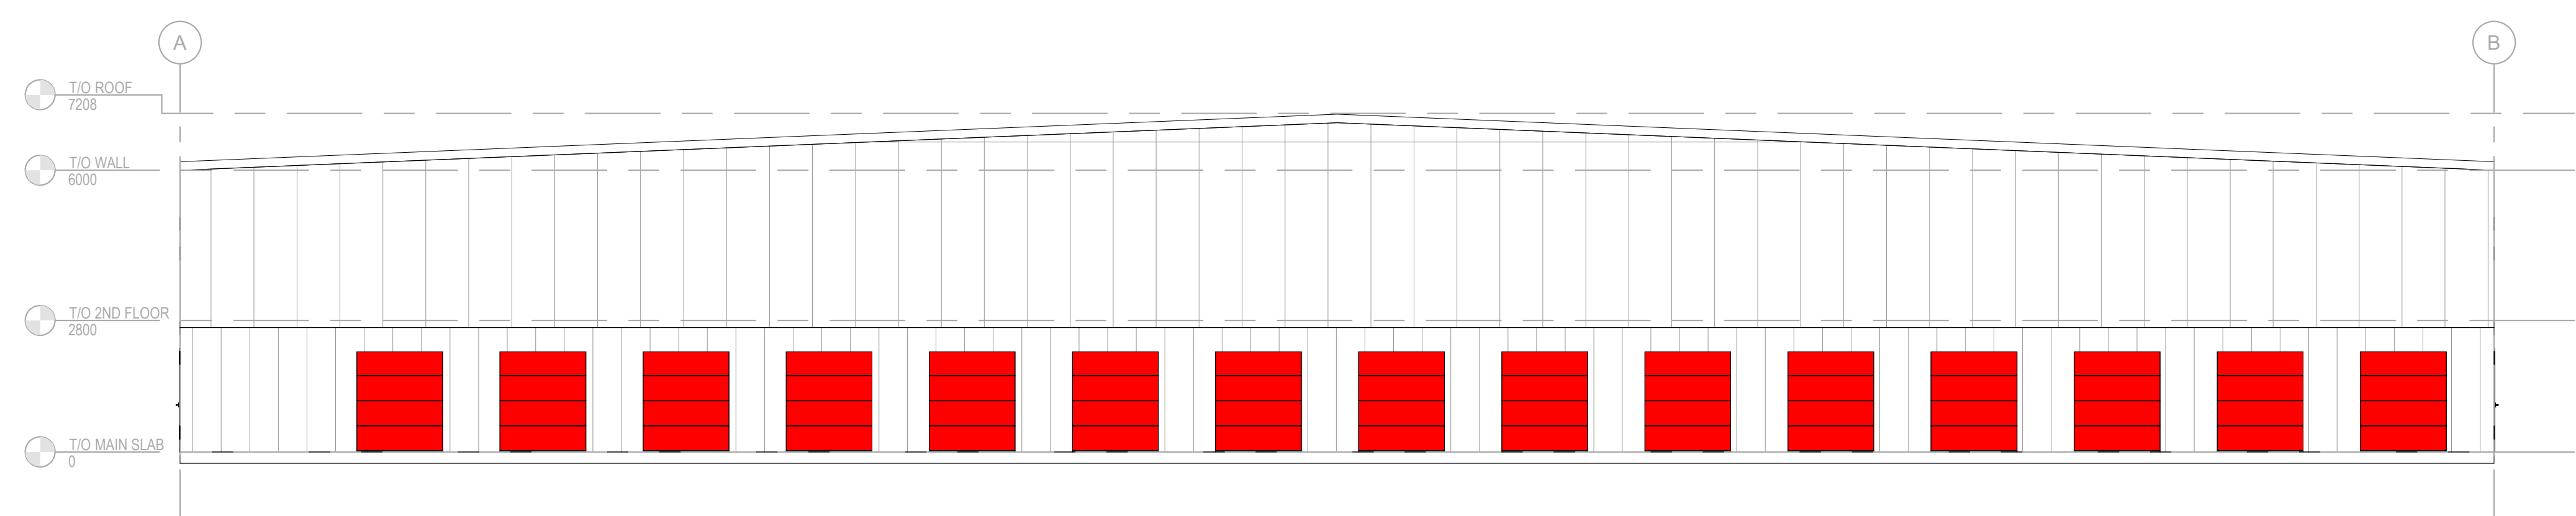 A
B
T/O ROOF
7208
T/O WALL
6000
T/O 2ND FLOOR
2800
T/O MAIN SLAB
0